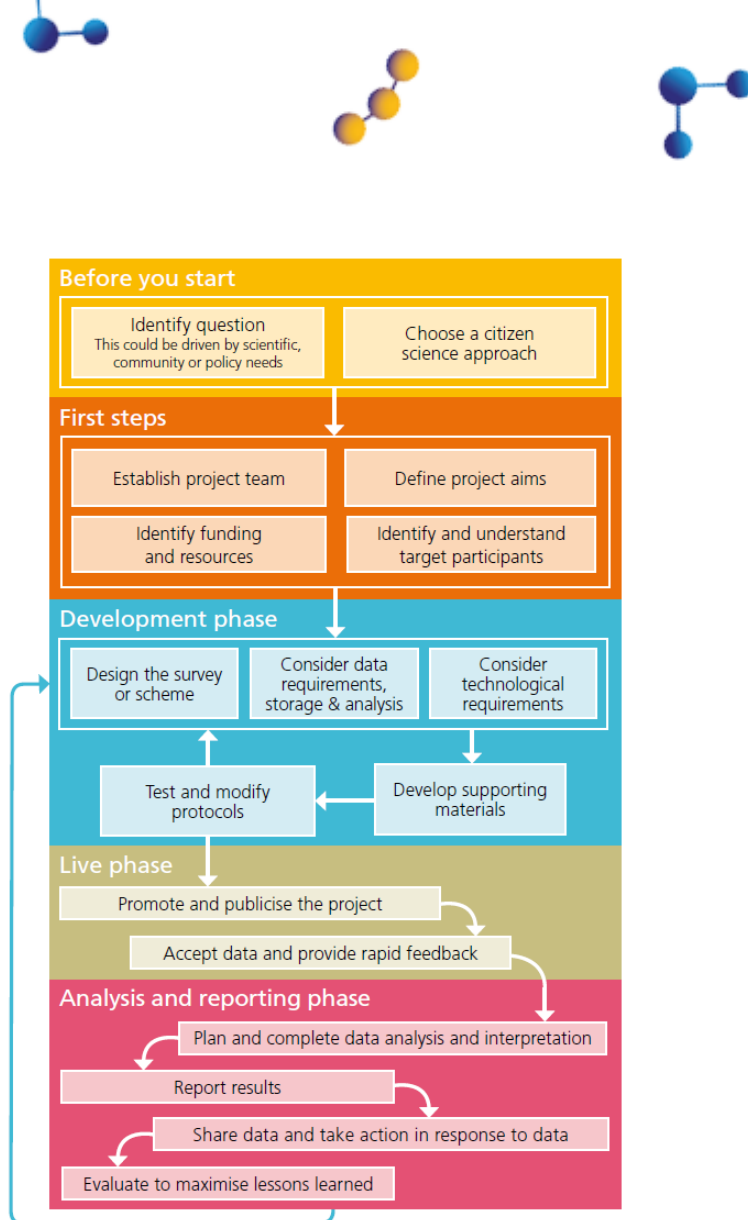 Before you start
Identify question
This could be driven by scientific,
community or policy needs
Choose a citizen
science approach
First steps
Establish project team
Define project aims
Identify funding
and resources
Identify and understand
target participants
Development phase
Design the survey
or scheme
Consider data
requirements,
storage & analysis
Consider
technological
requirements
Test and modify
protocols
Develop supporting
materials
Live phase
Promote and publicise the project
Accept data and provide rapid feedback
Analysis and reporting phase
Plan and complete data analysis and interpretation
Report results
Share data and take action in response to data
Evaluate to maximise lessons learned